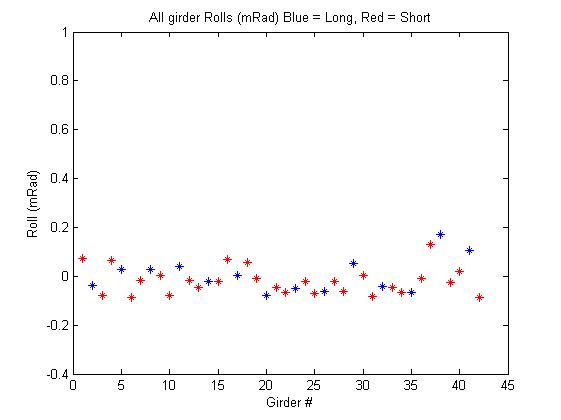 All girder Rolls (mRad) Blue = Long, Red = Short
1
0.8
0.6
0.4
0.2
0
-0.2
-0.4
Roll (mRad)
0 5 10 15 20 25 30 35 40 45
Girder #